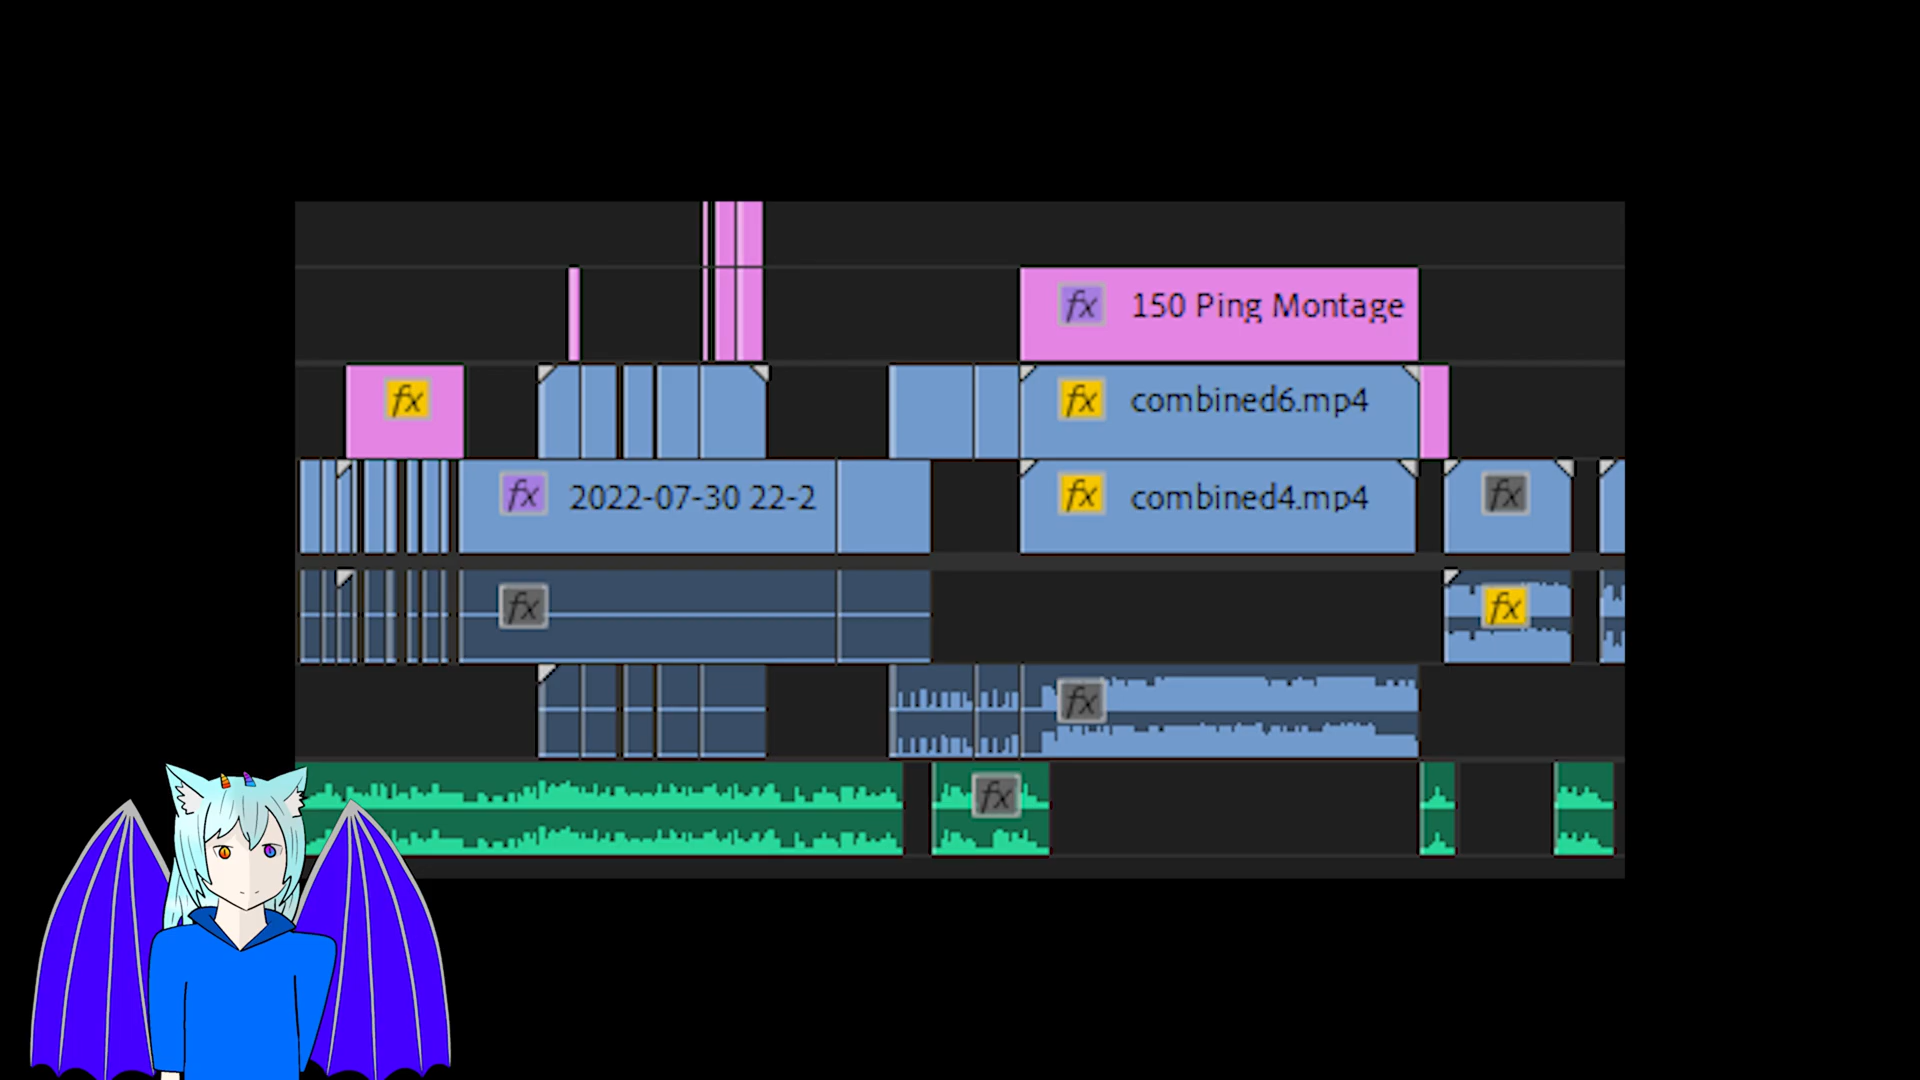 fx 150 Ping Montage
fx
fx combined6.mp4
fx 2022-07-30 22-2
fx combined4.mp4
fx
fx
fx
fx
fx